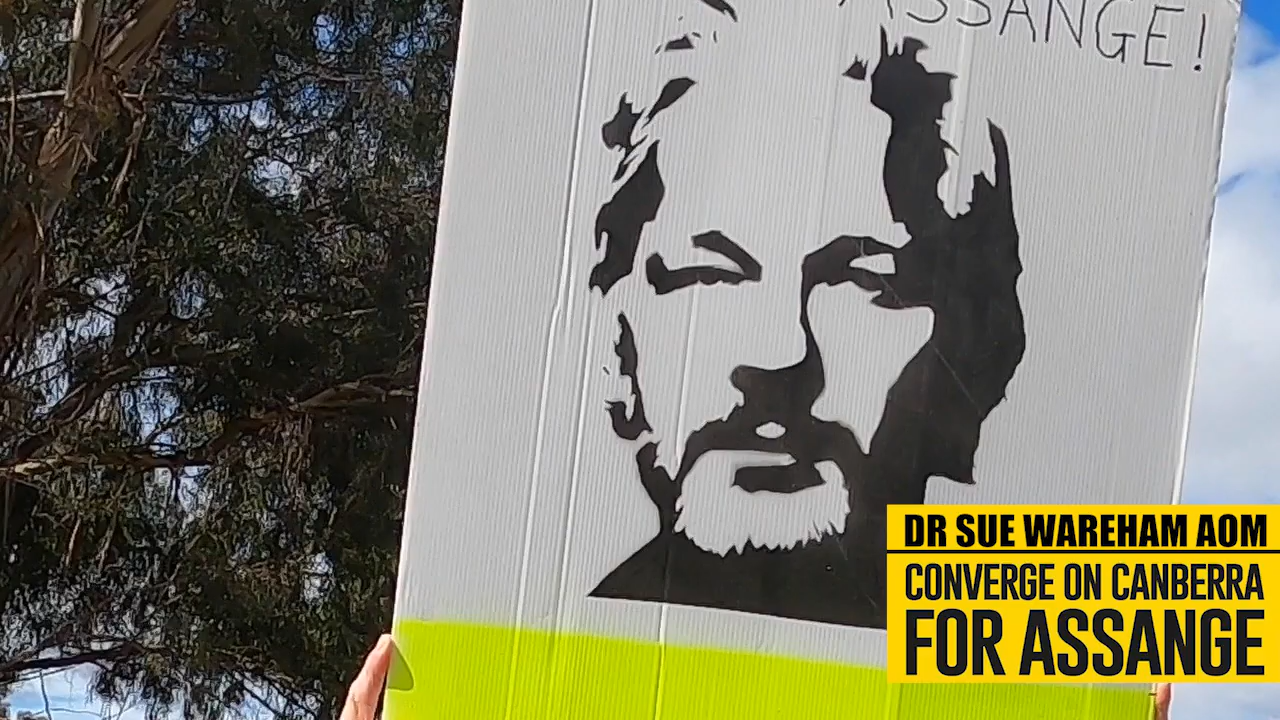 ASSANGE!
DR SUE WAREHAM AOM
CONVERGE ON CANBERRA
FOR ASSANGE